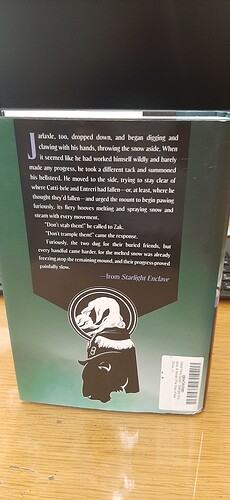 Jarlaxle, too, dropped down, and began digging and
clawing with his hands, throwing the snow aside. When
it seemed like he had worked himself wildly and barely
made any progress, he took a different tack and summoned
his hellsteed. He moved to the side, trying to stay clear of
where Catti-brie and Entreri had fallen—or, at least, where he
thought they'd fallen—and urged the mount to begin pawing
furiously, its fiery hooves melting and spraying snow and
steam with every movement.
"Don't stab them!" he called to Zak.
"Don't trample them!" came the response.
Furiously, the two dug for their buried friends, but
every handful came harder, for the melted snow was already
freezing atop the remaining mound, and their progress proved
painfully slow.
—from Starlight Enclave